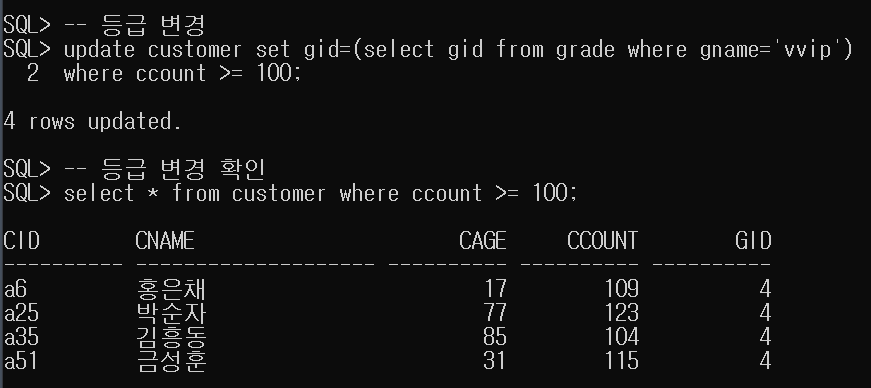 SQL> -- 등급 변경
SQL> update customer set gid=(select gid from grade where gname='vvip')
  2  where ccount >= 100;
4 rows updated.
SQL> -- 등급 변경 확인
SQL> select * from customer where ccount >= 100;
CID        CNAME                      CAGE     CCOUNT        GID
---------- -------------------- ---------- ---------- ----------
a6         홍은채                       17        109          4
a25        박순자                       77        123          4
a35        김흥동                       85        104          4
a51        금성훈                       31        115          4